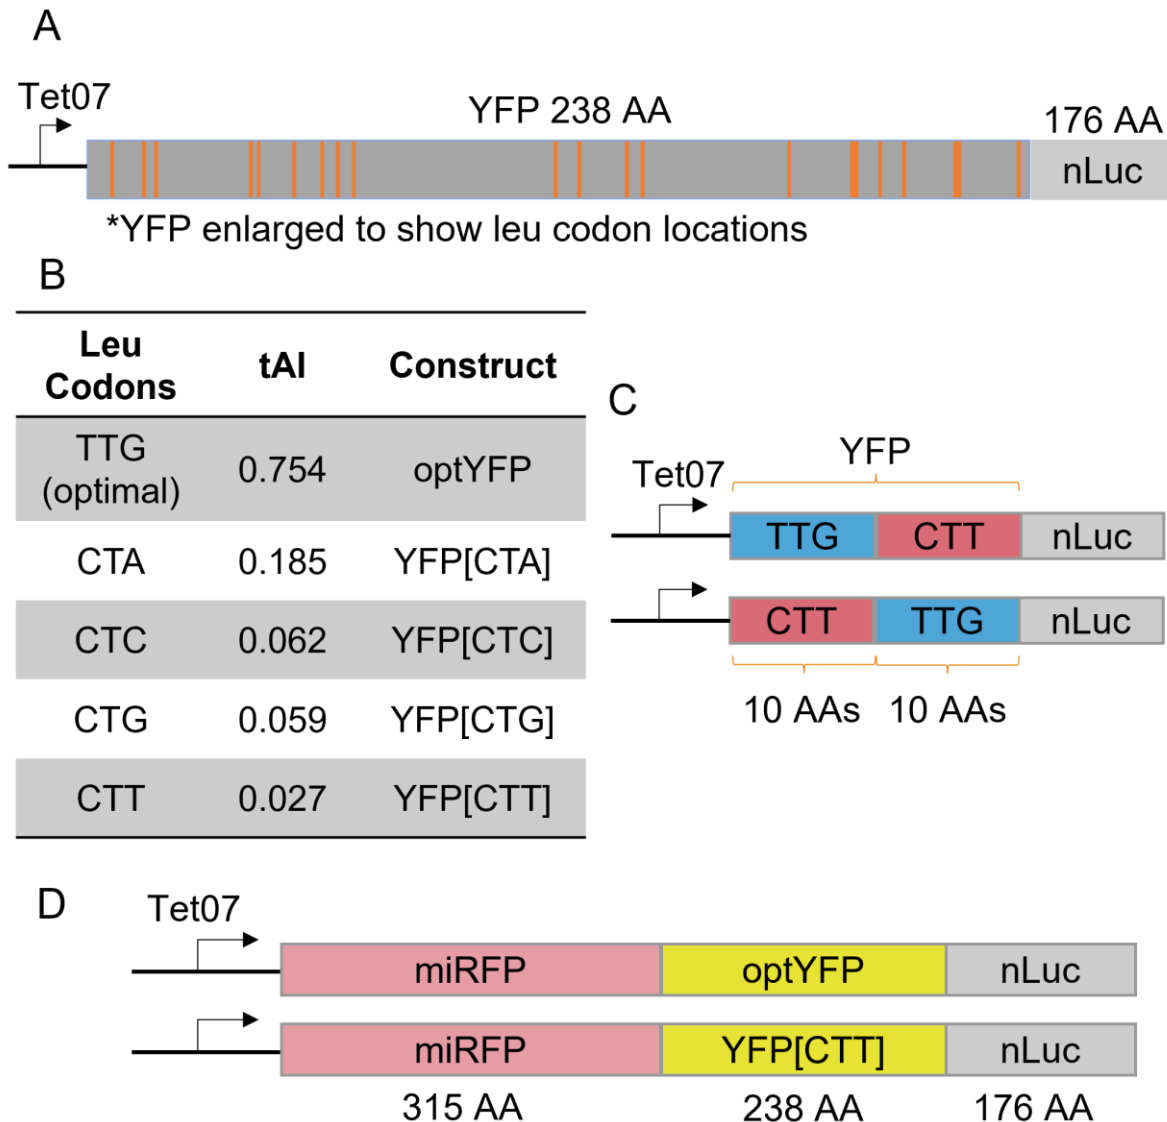 A
Tet07
YFP 238 AA
176 AA
nLuc
*YFP enlarged to show leu codon locations
B
Leu
Codons
tAI
Construct
TTG
(optimal)
0.754
optYFP
CTA
0.185
YFP[CTA]
CTC
0.062
YFP[CTC]
CTG
0.059
YFP[CTG]
CTT
0.027
YFP[CTT]
C
YFP
Tet07
TTG
CTT
nLuc
CTT
TTG
nLuc
10 AAs
10 AAs
D
Tet07
miRFP
optYFP
nLuc
miRFP
YFP[CTT]
nLuc
315 AA
238 AA
176 AA